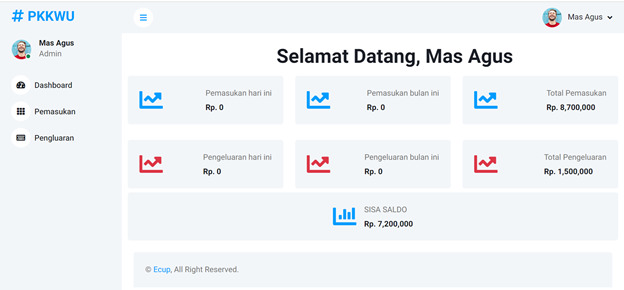 # PKKWU
Mas Agus
Mas Agus
Admin
Dashboard
Pemasukan
Pengluaran
Selamat Datang, Mas Agus
Pemasukan hari ini
Rp. 0
Pemasukan bulan ini
Rp. 0
Total Pemasukan
Rp. 8,700,000
Pengeluaran hari ini
Rp. 0
Pengeluaran bulan ini
Rp. 0
Total Pengeluaran
Rp. 1,500,000
SISA SALDO
Rp. 7,200,000
© Ecup, All Right Reserved.